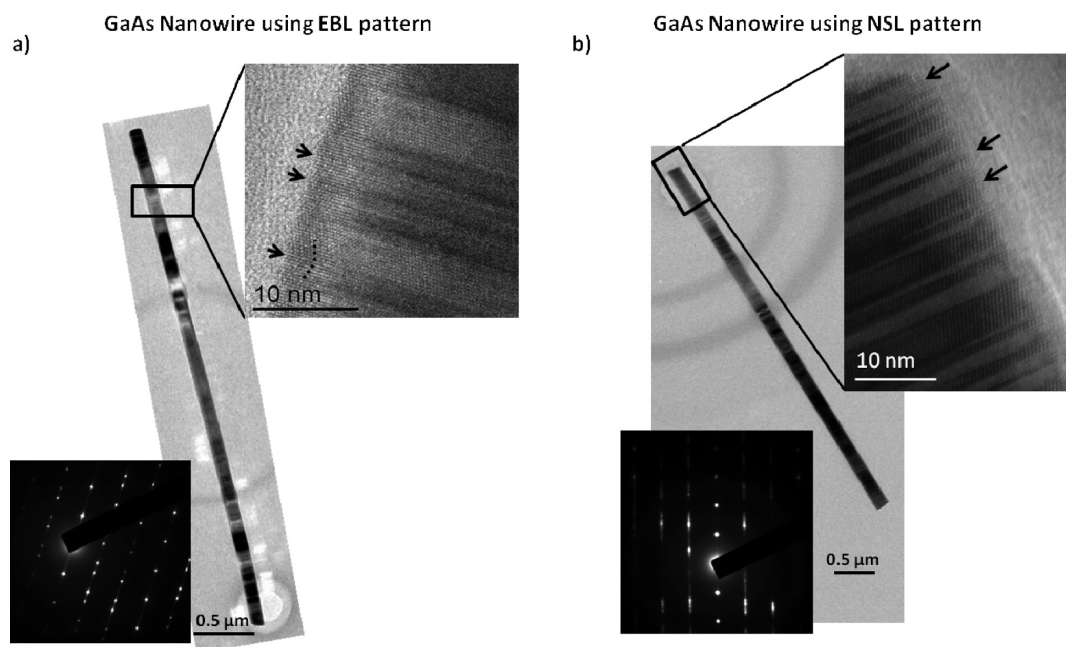 GaAs Nanowire using EBL pattern
a)
10 nm
0.5 µm
GaAs Nanowire using NSL pattern
b)
10 nm
0.5 µm